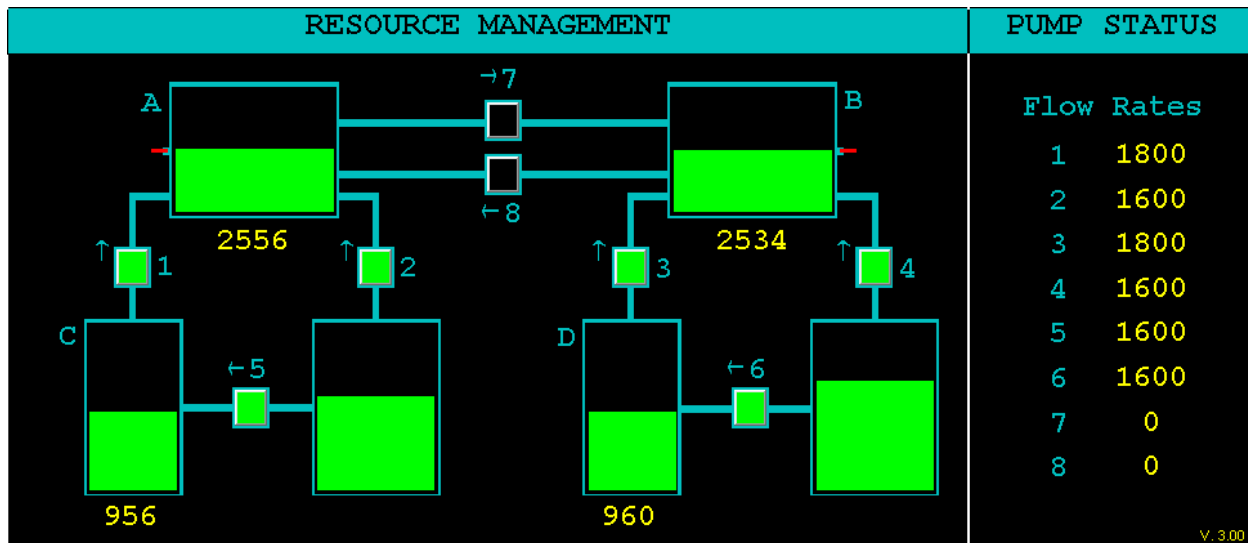 RESOURCE MANAGEMENT
PUMP STATUS
→7
A
B
←8
2556
2534
↑ 1
↑ 2
↑ 3
↑ 4
C
←5
D
←6
956
960
Flow Rates
1 1800
2 1600
3 1800
4 1600
5 1600
6 1600
7 0
8 0
V. 3.00